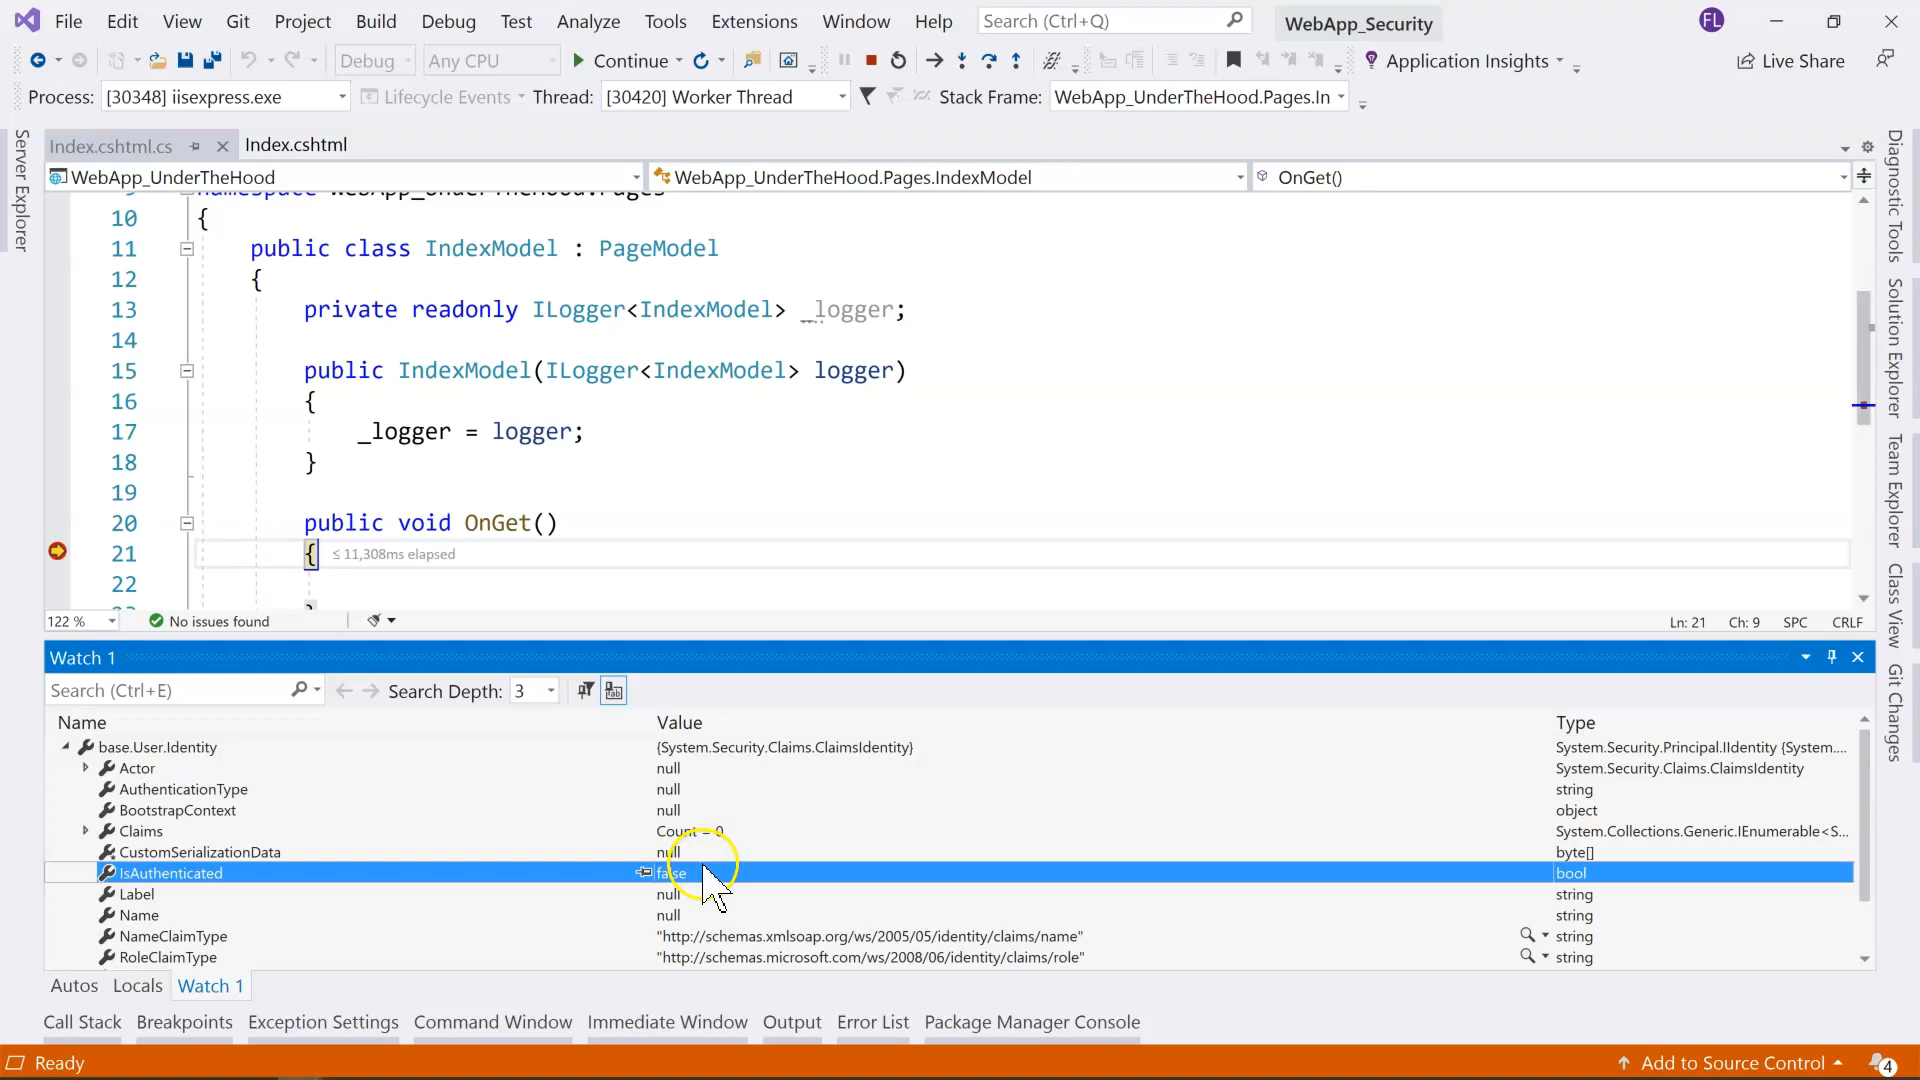 File Edit View Git Project Build Debug Test Analyze Tools Extensions Window Help Search (Ctrl+Q) WebApp_Security FL
Debug Any CPU Continue Application Insights Live Share
Process: [30348] iisexpress.exe Lifecycle Events Thread: [30420] Worker Thread Stack Frame: WebApp_UnderTheHood.Pages.In
Index.cshtml.cs Index.cshtml
WebApp_UnderTheHood WebApp_UnderTheHood.Pages.IndexModel OnGet()
namespace WebApp_UnderTheHood.Pages
10 {
11 public class IndexModel : PageModel
12 {
13 private readonly ILogger<IndexModel> _logger;
14
15 public IndexModel(ILogger<IndexModel> logger)
16 {
17 _logger = logger;
18 }
19
20 public void OnGet()
21 { ≤ 11,308ms elapsed
22
23 }
122 % No issues found Ln: 21 Ch: 9 SPC CRLF
Watch 1
Search (Ctrl+E) Search Depth: 3
Name Value Type
base.User.Identity {System.Security.Claims.ClaimsIdentity} System.Security.Principal.IIdentity {System....
Actor null System.Security.Claims.ClaimsIdentity
AuthenticationType null string
BootstrapContext null object
Claims Count = 0 System.Collections.Generic.IEnumerable<S...
CustomSerializationData null byte[]
IsAuthenticated false bool
Label null string
Name null string
NameClaimType "http://schemas.xmlsoap.org/ws/2005/05/identity/claims/name" string
RoleClaimType "http://schemas.microsoft.com/ws/2008/06/identity/claims/role" string
Autos Locals Watch 1
Call Stack Breakpoints Exception Settings Command Window Immediate Window Output Error List Package Manager Console
Ready Add to Source Control 4
Server Explorer
Diagnostic Tools
Solution Explorer
Team Explorer
Class View
Git Changes